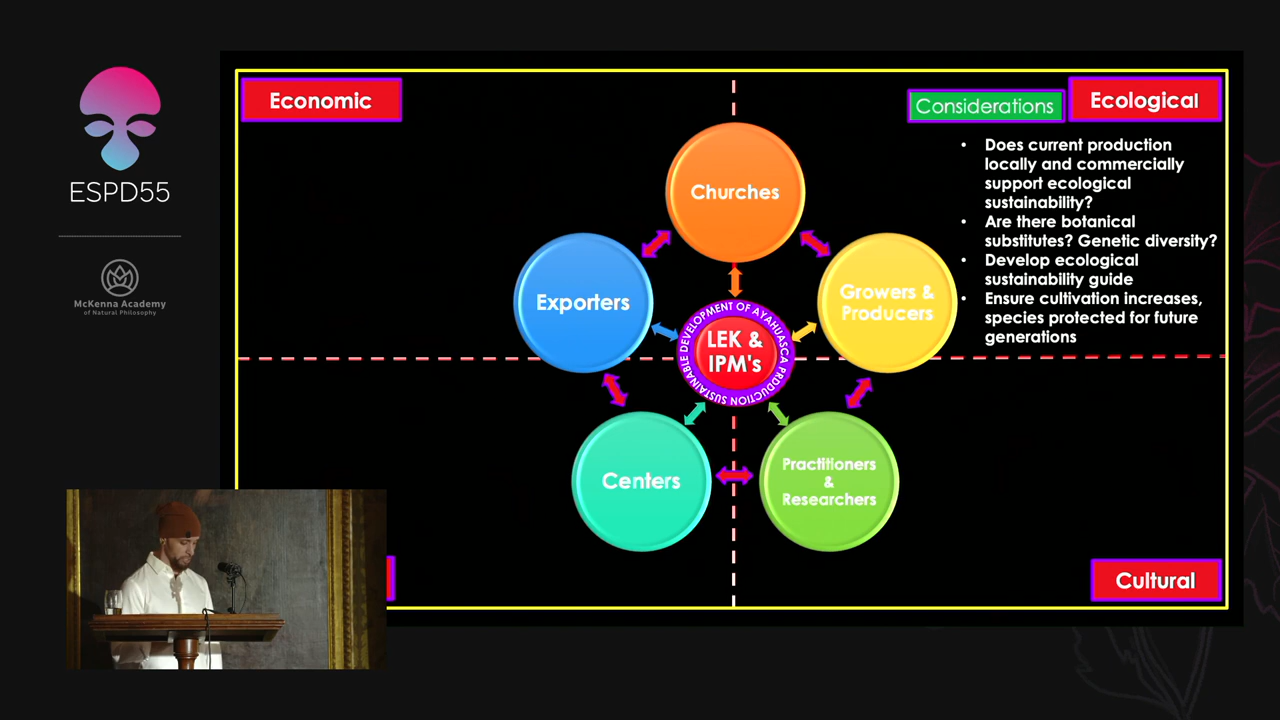 ESPD55
McKenna Academy
of Natural Philosophy
Economic
Considerations
Ecological
Does current production
locally and commercially
support ecological
sustainability?
Are there botanical
substitutes? Genetic diversity?
Develop ecological
sustainability guide
Ensure cultivation increases,
species protected for future
generations
Churches
Exporters
Growers &
Producers
SUSTAINABLE DEVELOPMENT OF AYAHUASCA PRODUCTION
LEK &
IPM's
Centers
Practitioners
&
Researchers
Cultural